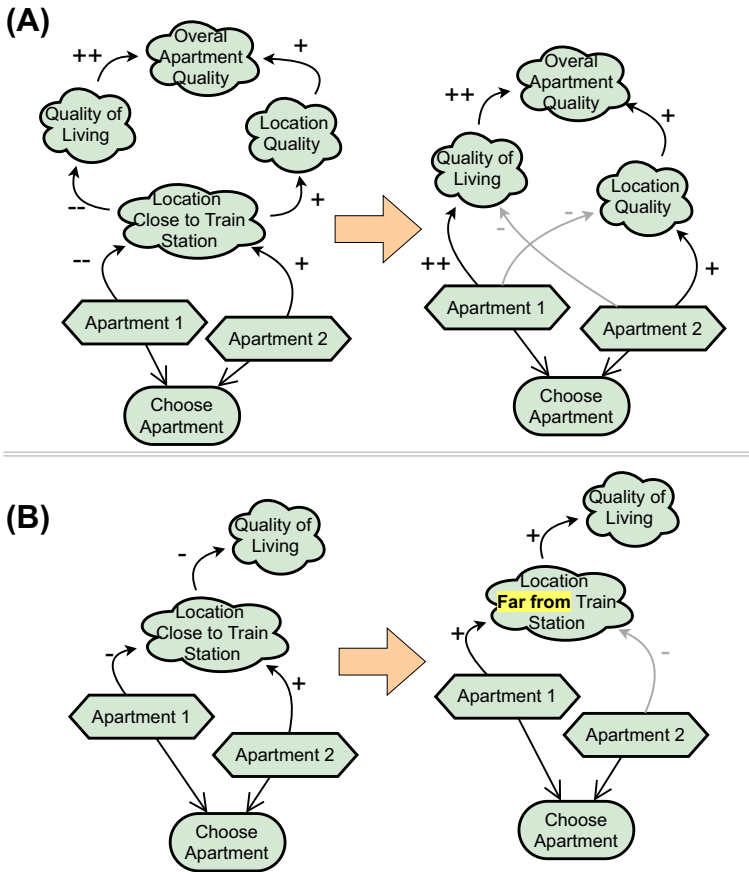 (A)
Overal
Apartment
Quality
++
+
Quality of
Living
Location
Quality
--
Location
Close to Train
Station
+
--
+
Apartment 1
Apartment 2
Choose
Apartment
Overal
Apartment
Quality
++
+
Quality of
Living
Location
Quality
-
-
++
+
Apartment 1
Apartment 2
Choose
Apartment
(B)
Quality of
Living
-
Location
Close to Train
Station
-
+
Apartment 1
Apartment 2
Choose
Apartment
Quality of
Living
+
Location
Far from Train
Station
+
-
Apartment 1
Apartment 2
Choose
Apartment